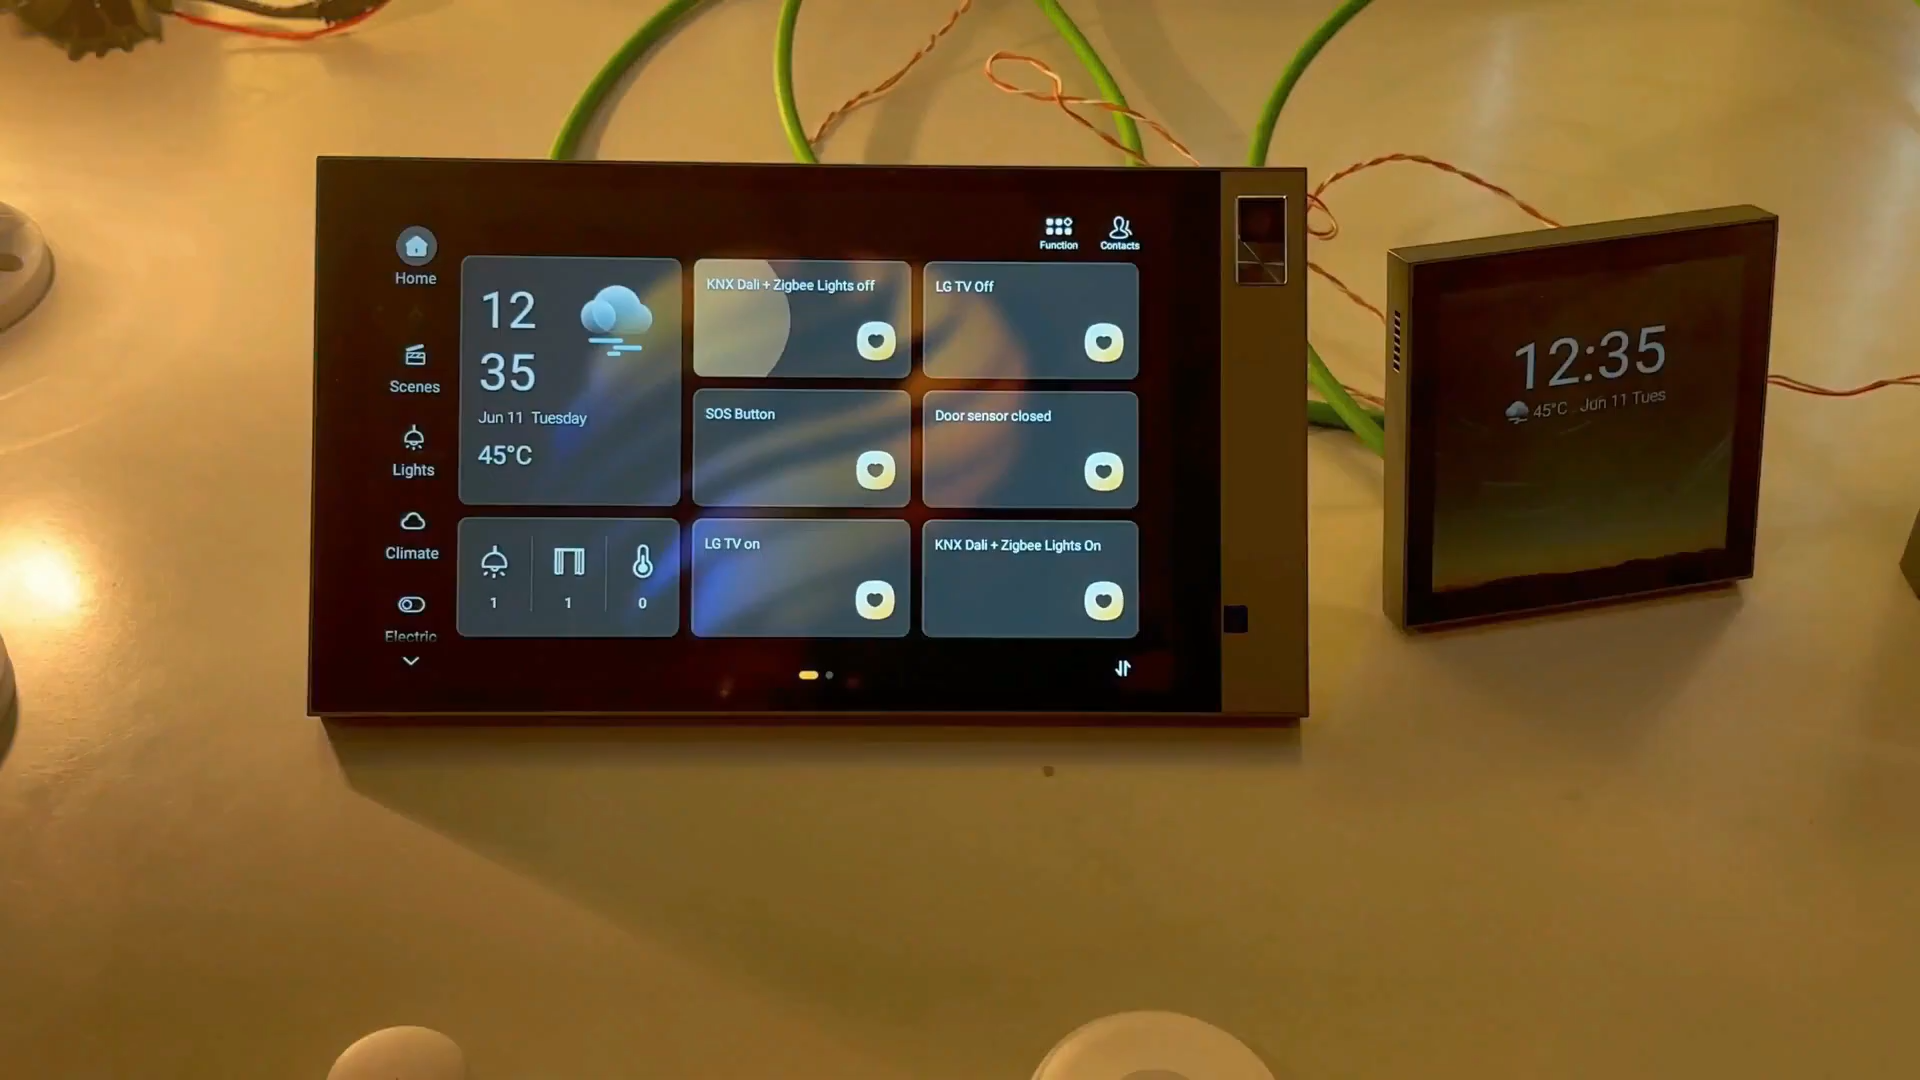 Function
Contacts
Home
Scenes
Lights
Climate
Electric
12
35
Jun 11 Tuesday
45°C
1
1
0
KNX Dali + Zigbee Lights off
LG TV Off
SOS Button
Door sensor closed
LG TV on
KNX Dali + Zigbee Lights On
12:35
45°C Jun 11 Tues